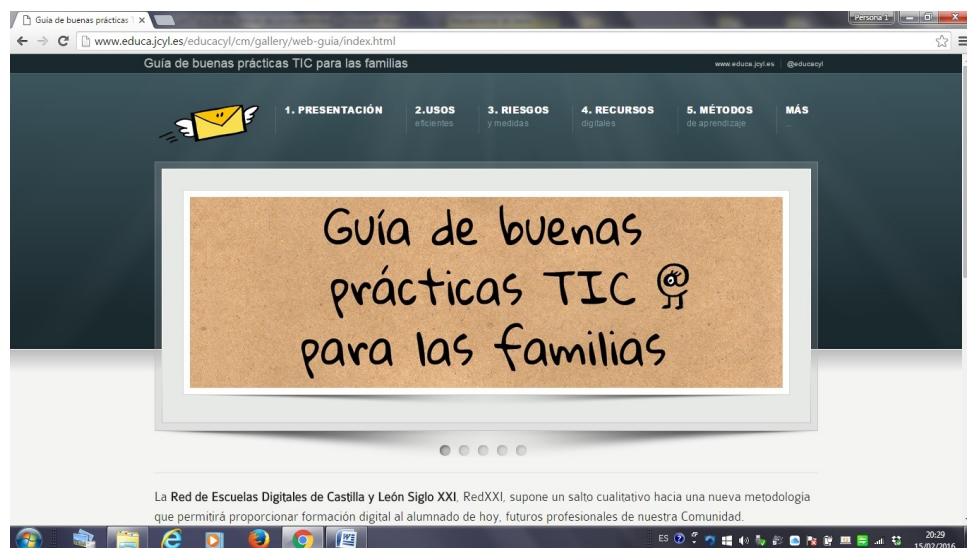 Guía de buenas prácticas T
Persona 1
www.educa.jcyl.es/educacyl/cm/gallery/web-guia/index.html
Guía de buenas prácticas TIC para las familias
www.educa.jcyl.es @educacyl
1. PRESENTACIÓN
2.USOS
eficientes
3. RIESGOS
y medidas
4. RECURSOS
digitales
5. MÉTODOS
de aprendizaje
MÁS
...
Guía de buenas
prácticas TIC
para las familias
La Red de Escuelas Digitales de Castilla y León Siglo XXI, RedXXI, supone un salto cualitativo hacia una nueva metodología
que permitirá proporcionar formación digital al alumnado de hoy, futuros profesionales de nuestra Comunidad.
ES
20:29
15/02/2016